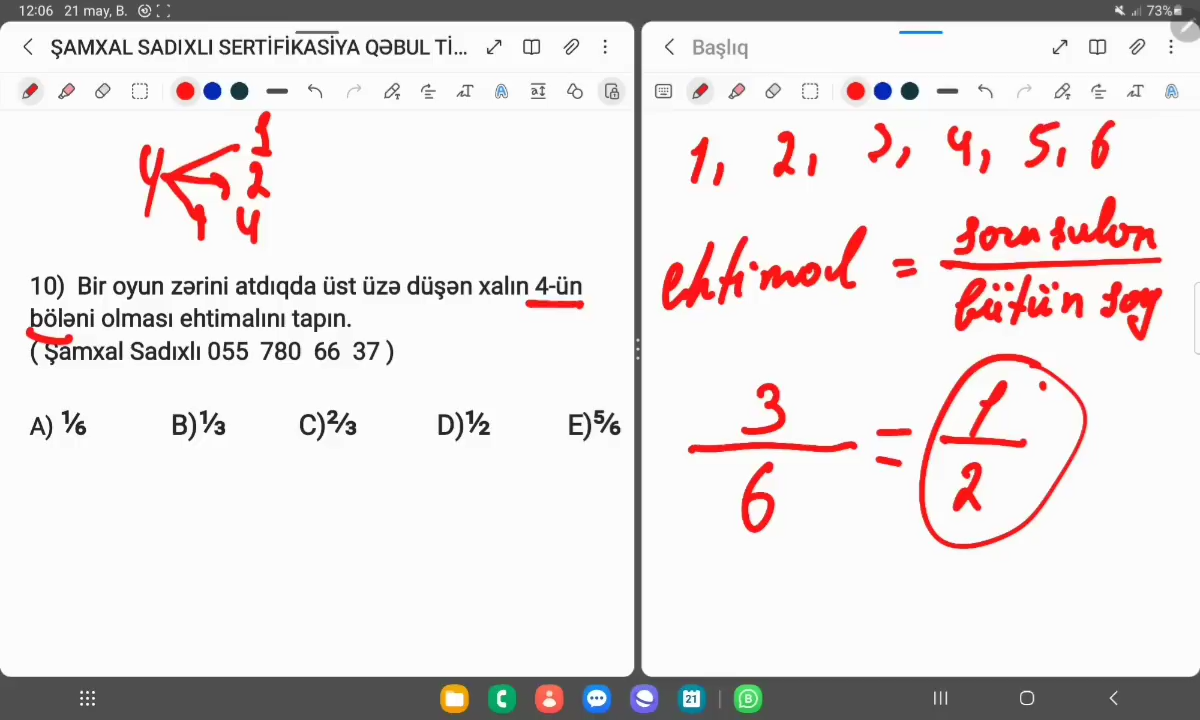 12:06 21 may, B. 73%
ŞAMXAL SADIXLI SERTİFİKASİYA QƏBUL Tİ...
4 1
2
4
10) Bir oyun zərini atdıqda üst üzə düşən xalın 4-ün
böləni olması ehtimalını tapın.
( Şamxal Sadıxlı 055 780 66 37 )
A) ⅙ B)⅓ C)⅔ D)½ E)⅚
Başlıq
1, 2, 3, 4, 5, 6
ehtimal = soruşulan
bütün say
3 = 1
6 2
21